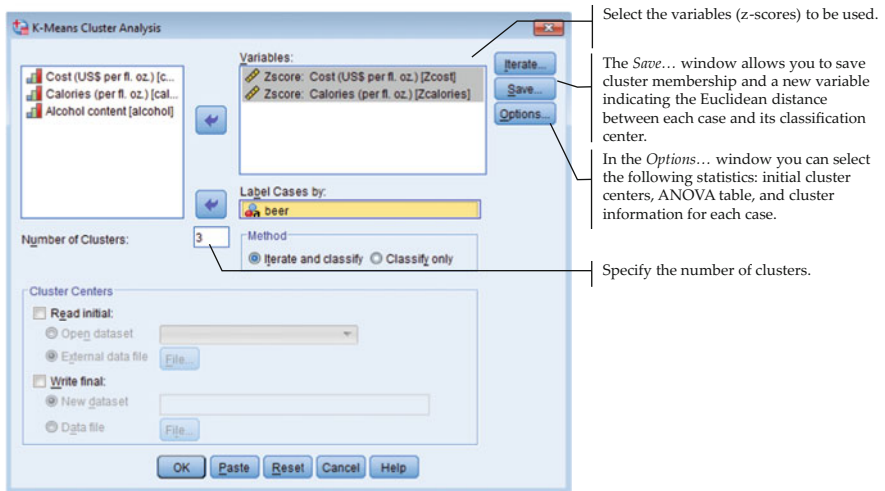 K-Means Cluster Analysis
Variables:
Cost (US$ per fl. oz.) [c...
Calories (per fl. oz.) [cal...
Alcohol content [alcohol]
Zscore: Cost (US$ per fl. oz.) [Zcost]
Zscore: Calories (per fl. oz.) [Zcalories]
Iterate...
Save...
Options...
Label Cases by:
beer
Number of Clusters:
3
Method
Iterate and classify
Classify only
Cluster Centers
Read initial:
Open dataset
External data file
File...
Write final:
New dataset
Data file
File...
OK
Paste
Reset
Cancel
Help
Select the variables (z-scores) to be used.
The Save… window allows you to save
cluster membership and a new variable
indicating the Euclidean distance
between each case and its classification
center.
In the Options… window you can select
the following statistics: initial cluster
centers, ANOVA table, and cluster
information for each case.
Specify the number of clusters.